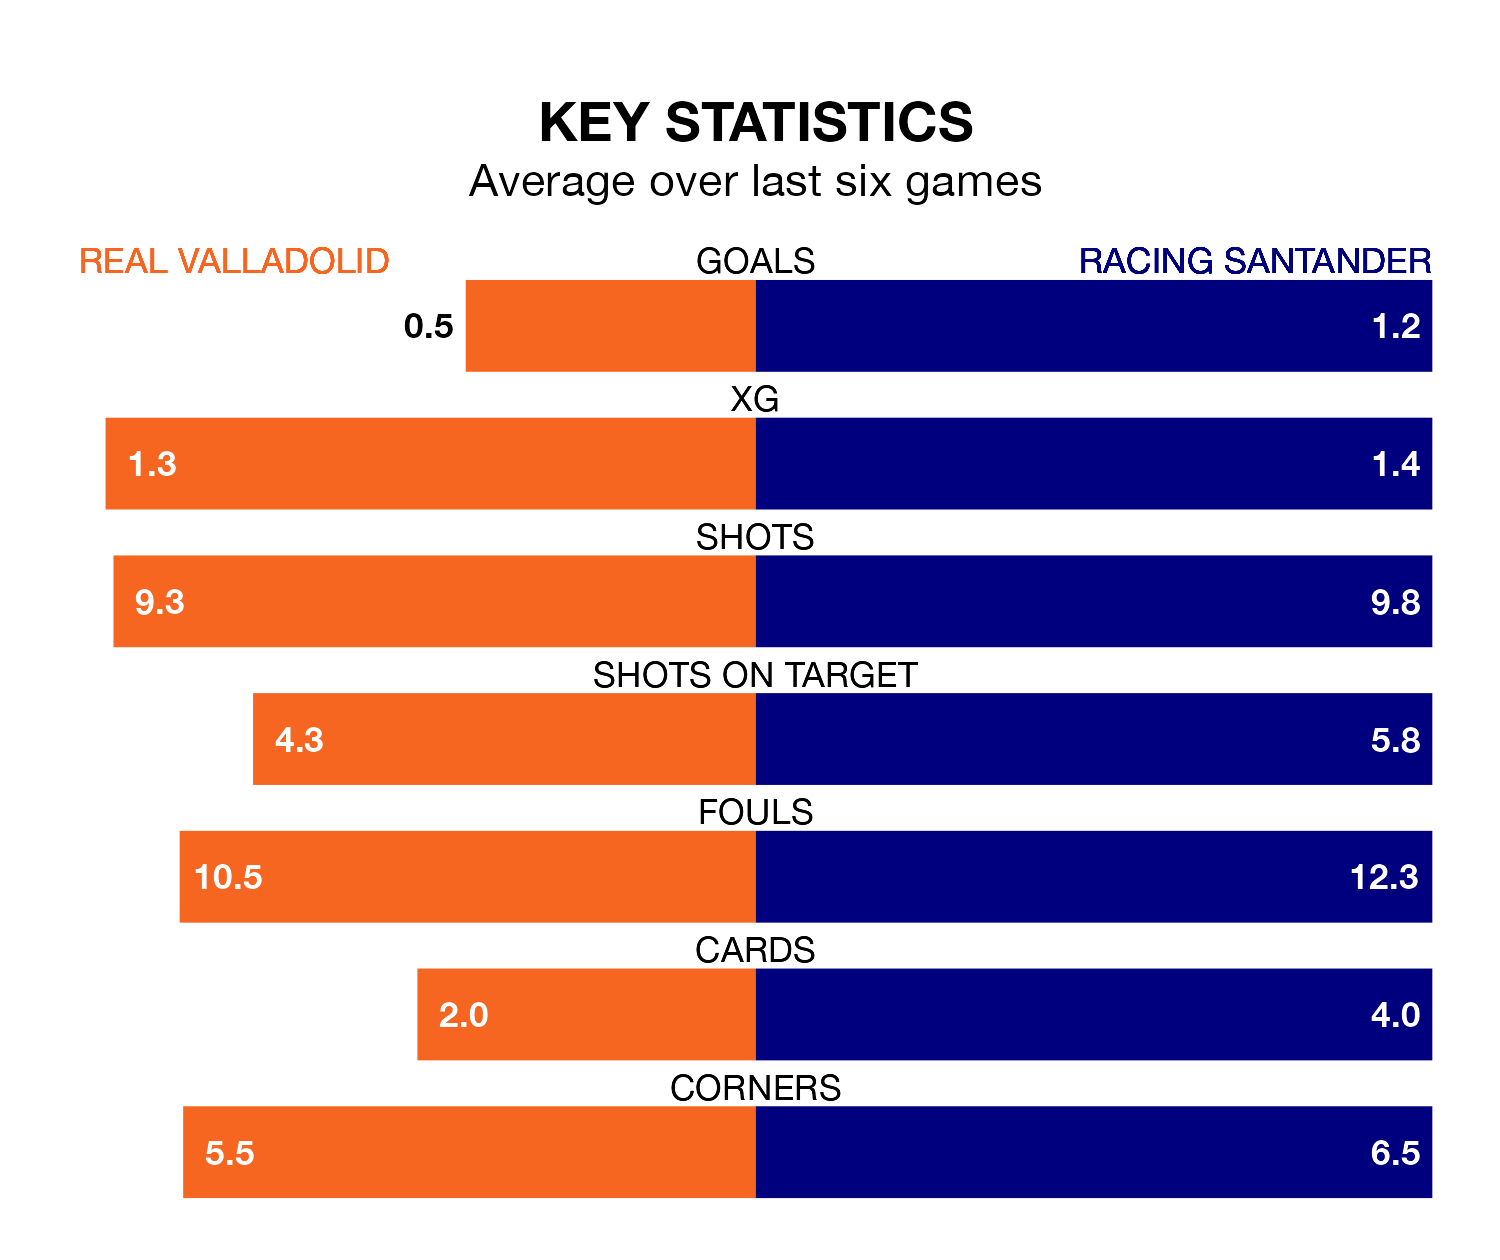 KEY STATISTICS
Average over last six games
REAL VALLADOLID GOALS RACING SANTANDER
0.5 1.2
XG
1.3 1.4
SHOTS
9.3 9.8
SHOTS ON TARGET
4.3 5.8
FOULS
10.5 12.3
CARDS
2.0 4.0
CORNERS
5.5 6.5